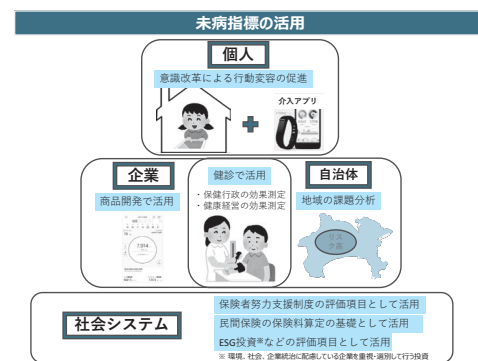 未病指標の活用
個人
意識改革による行動変容の促進
介入アプリ
企業
商品開発で活用
健診で活用
・保健行政の効果測定
・健康経営の効果測定
自治体
地域の課題分析
リス
ク高
7,914
社会システム
保険者努力支援制度の評価項目として活用
民間保険の保険料算定の基礎として活用
ESG投資※などの評価項目として活用
※ 環境、社会、企業統治に配慮している企業を重視・選別して行う投資